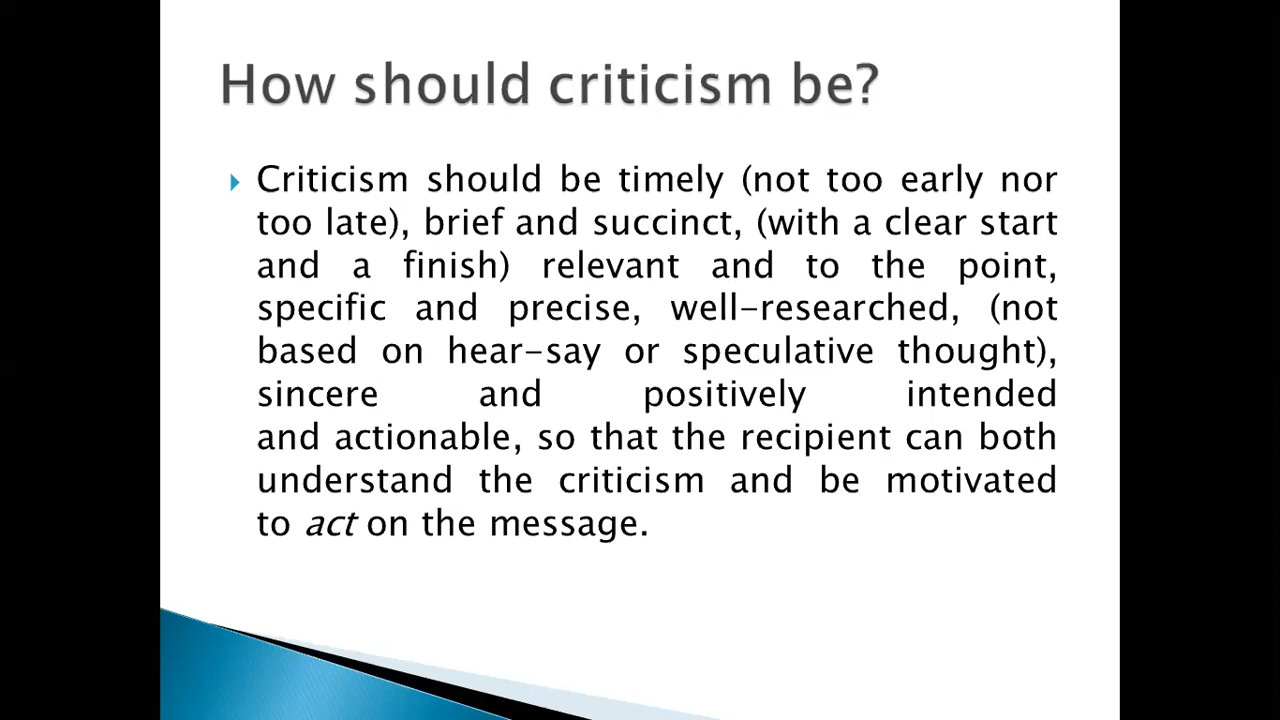 How should criticism be?
Criticism should be timely (not too early nor
too late), brief and succinct, (with a clear start
and a finish) relevant and to the point,
specific and precise, well-researched, (not
based on hear-say or speculative thought),
sincere and positively intended
and actionable, so that the recipient can both
understand the criticism and be motivated
to act on the message.